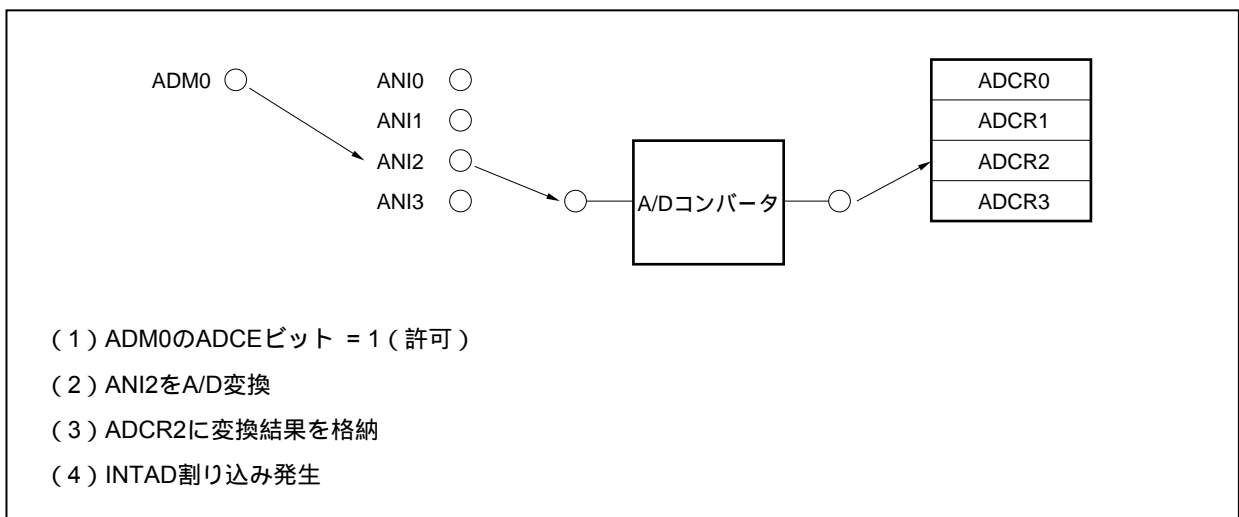 ADM0
ANI0
ANI1
ANI2
ANI3
A/Dコンバータ
ADCR0
ADCR1
ADCR2
ADCR3
(1)ADM0のADCEビット = 1(許可)
(2)ANI2をA/D変換
(3)ADCR2に変換結果を格納
(4)INTAD割り込み発生